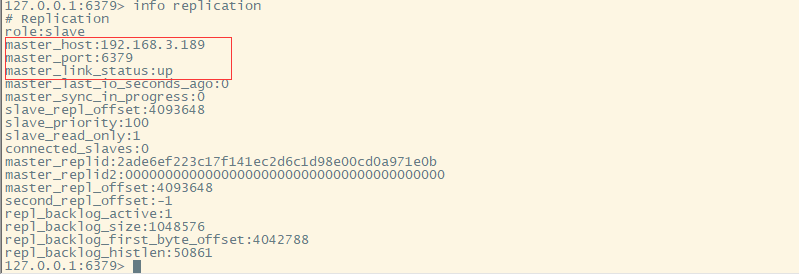 127.0.0.1:6379> info replication
# Replication
role:slave
master_host:192.168.3.189
master_port:6379
master_link_status:up
master_last_io_seconds_ago:0
master_sync_in_progress:0
slave_repl_offset:4093648
slave_priority:100
slave_read_only:1
connected_slaves:0
master_replid:2ade6ef223c17f141ec2d6c1d98e00cd0a971e0b
master_replid2:0000000000000000000000000000000000000000
master_repl_offset:4093648
second_repl_offset:-1
repl_backlog_active:1
repl_backlog_size:1048576
repl_backlog_first_byte_offset:4042788
repl_backlog_histlen:50861
127.0.0.1:6379>